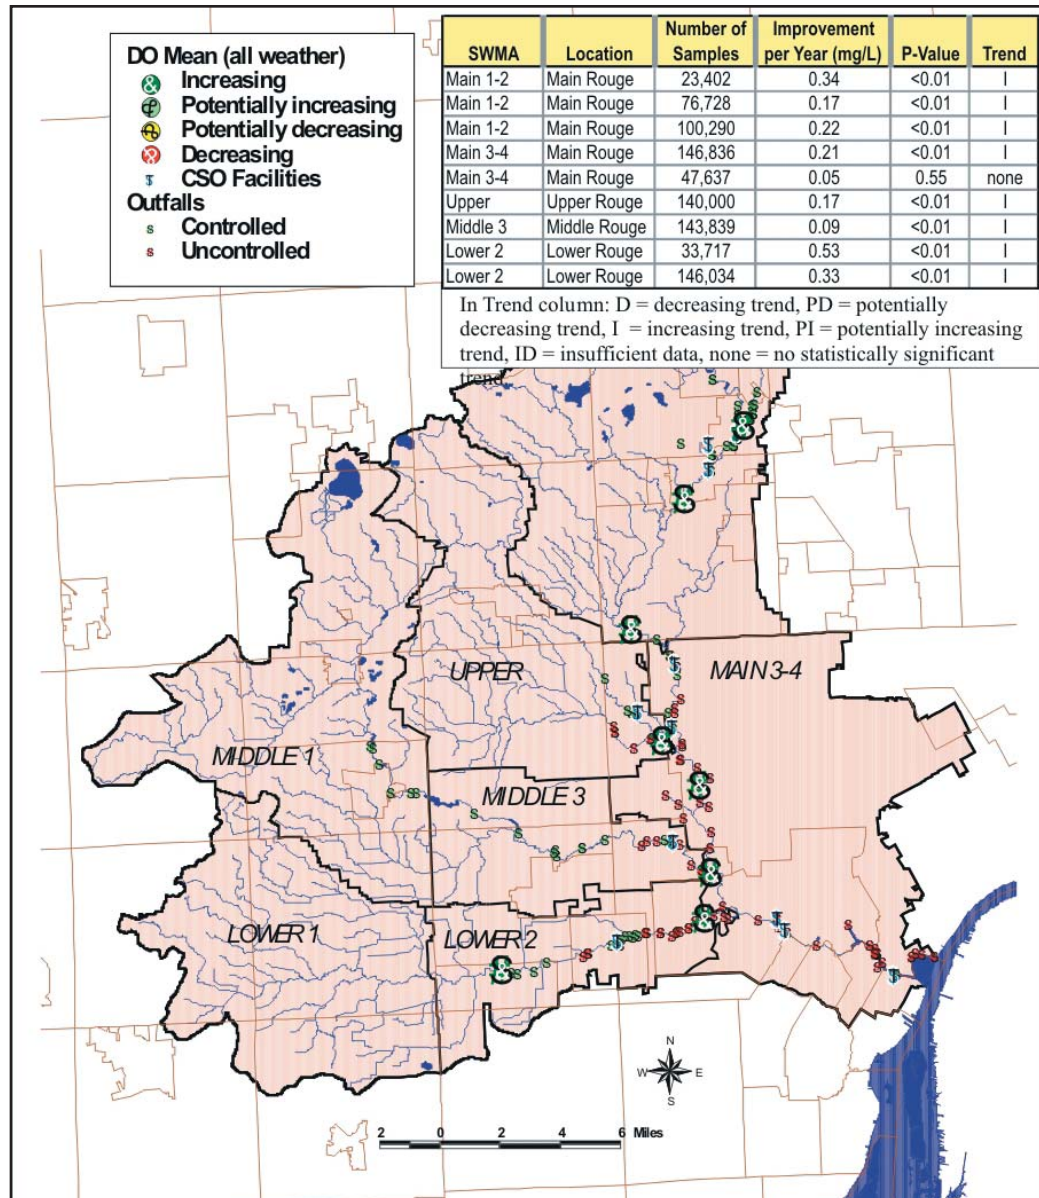 DO Mean (all weather)
Increasing
Potentially increasing
Potentially decreasing
Decreasing
CSO Facilities
Outfalls
Controlled
Uncontrolled
SWMA Location Number of Samples Improvement per Year (mg/L) P-Value Trend
Main 1-2 Main Rouge 23,402 0.34 <0.01 I
Main 1-2 Main Rouge 76,728 0.17 <0.01 I
Main 1-2 Main Rouge 100,290 0.22 <0.01 I
Main 3-4 Main Rouge 146,836 0.21 <0.01 I
Main 3-4 Main Rouge 47,637 0.05 0.55 none
Upper Upper Rouge 140,000 0.17 <0.01 I
Middle 3 Middle Rouge 143,839 0.09 <0.01 I
Lower 2 Lower Rouge 33,717 0.53 <0.01 I
Lower 2 Lower Rouge 146,034 0.33 <0.01 I
In Trend column: D = decreasing trend, PD = potentially
decreasing trend, I = increasing trend, PI = potentially increasing
trend, ID = insufficient data, none = no statistically significant
trend
UPPER
MAIN 3-4
MIDDLE 1
MIDDLE 3
LOWER 1
LOWER 2
N
W E
S
2 0 2 4 6 Miles